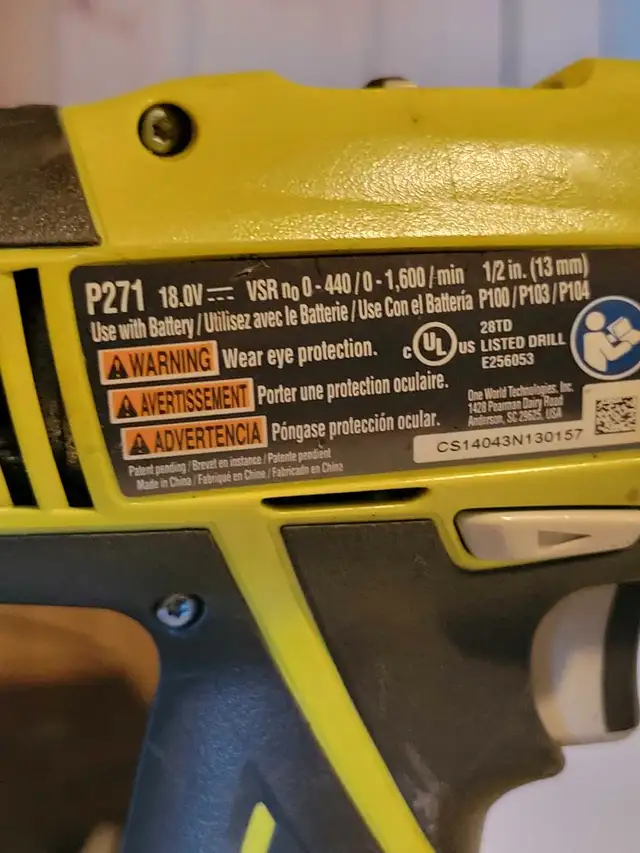 P271 18.0V VSR n0 0 - 440 / 0 - 1,600 / min 1/2 in. (13 mm)
Use with Battery / Utilisez avec le Batterie / Use Con el Batería P100 / P103 / P104
WARNING Wear eye protection.
AVERTISSEMENT Porter une protection oculaire.
ADVERTENCIA Póngase protección ocular.
Patent pending / Brevet en instance / Patente pendient
Made in China / Fabriqué en Chine / Fabricado en China
C UL US
28TD
LISTED DRILL
E256053
One World Technologies, Inc.
1428 Pearman Dairy Road
Anderson, SC 29625, USA
CS14043N130157